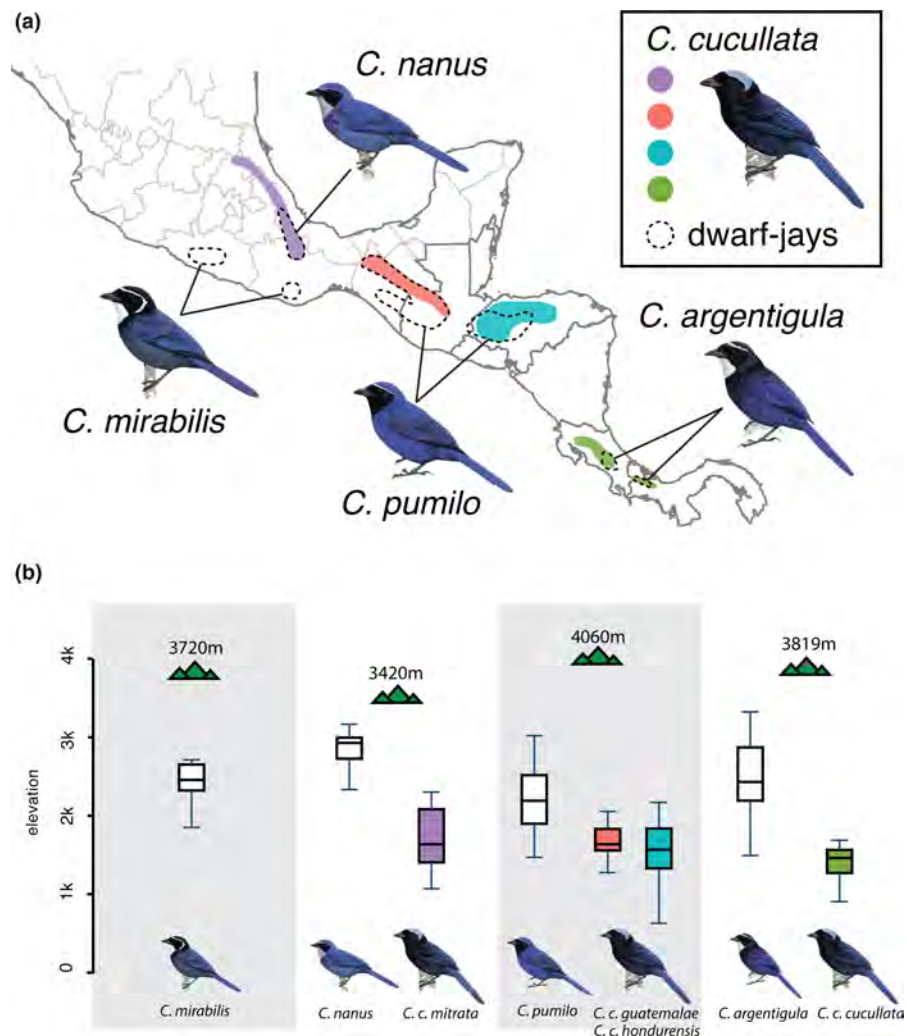 (a)
C. nanus
C. cucullata
dwarf-jays
C. argentigula
C. mirabilis
C. pumilo
(b)
3720m
3420m
4060m
3819m
4k
3k
2k
1k
0
elevation
C. mirabilis
C. nanus
C. c. mitrata
C. pumilo
C. c. guatemalae
C. c. hondurensis
C. argentigula
C. c. cucullata